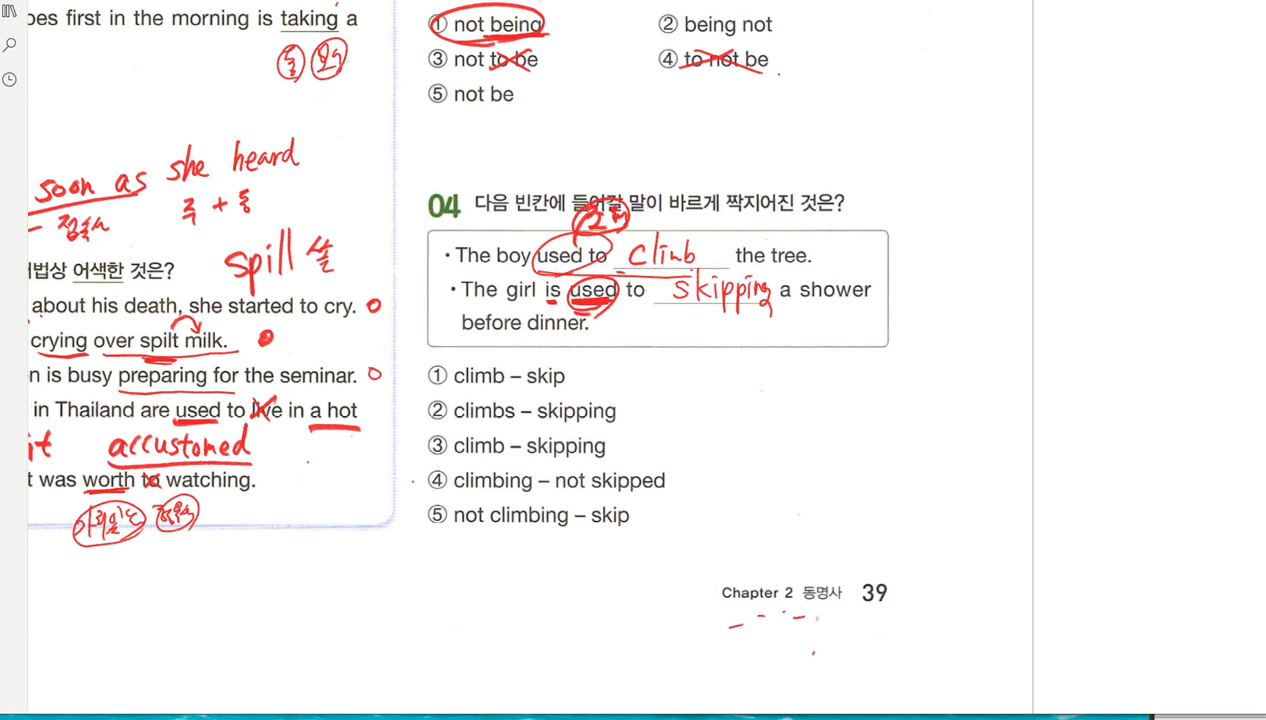 oes first in the morning is taking a
soon as she heard
주 + 동
접속사
spill 쏟
법상 어색한 것은?
about his death, she started to cry.
crying over spilt milk.
n is busy preparing for the seminar.
in Thailand are used to live in a hot
accustomed
t was worth to watching.
① not being
② being not
③ not to be
④ to not be
⑤ not be
04 다음 빈칸에 들어갈 말이 바르게 짝지어진 것은?
· The boy used to climb the tree.
· The girl is used to skipping a shower
before dinner.
① climb – skip
② climbs – skipping
③ climb – skipping
④ climbing – not skipped
⑤ not climbing – skip
Chapter 2 동명사 39